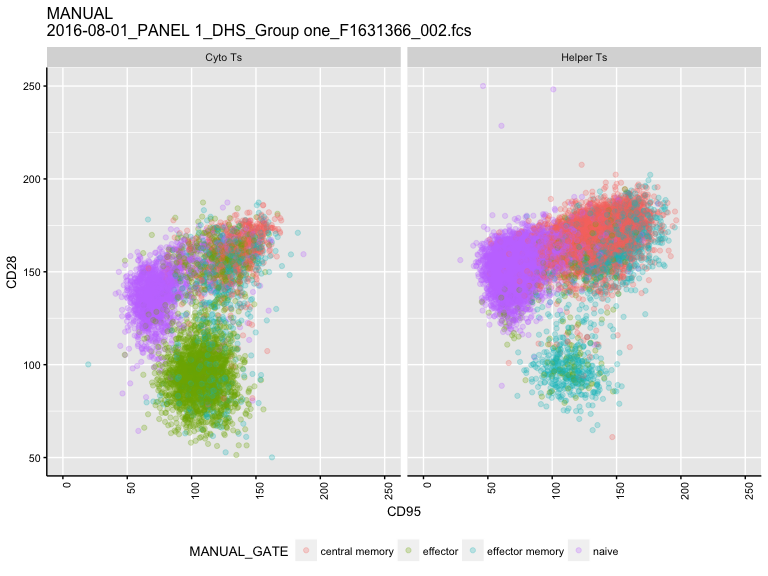 MANUAL
2016-08-01_PANEL 1_DHS_Group one_F1631366_002.fcs
Cyto Ts
Helper Ts
CD28
250
200
150
100
50
0 50 100 150 200 250
0 50 100 150 200 250
CD95
MANUAL_GATE central memory effector effector memory naive